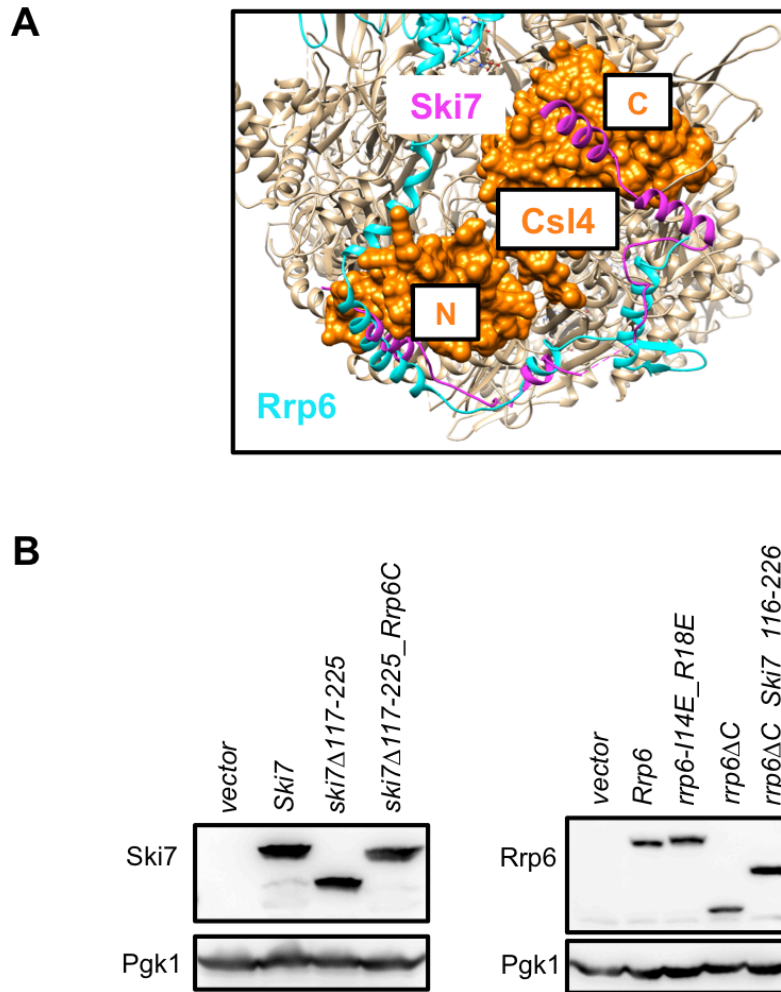 A
Ski7
C
Csl4
N
Rrp6
B
vector
Ski7
ski7Δ117-225
ski7Δ117-225_Rrp6C
Ski7
Pgk1
vector
Rrp6
rrp6-I14E_R18E
rrp6ΔC
rrp6ΔC Ski7 116-226
Rrp6
Pgk1